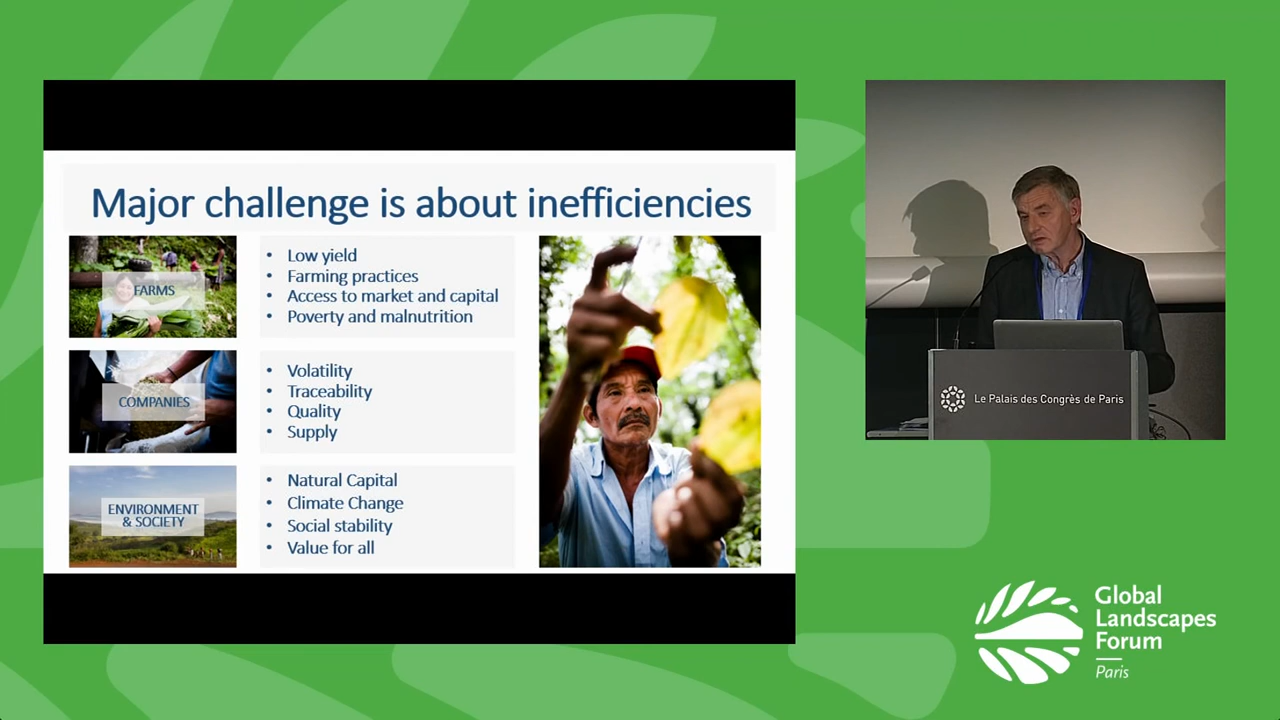 Major challenge is about inefficiencies
FARMS
• Low yield
• Farming practices
• Access to market and capital
• Poverty and malnutrition
COMPANIES
• Volatility
• Traceability
• Quality
• Supply
ENVIRONMENT
& SOCIETY
• Natural Capital
• Climate Change
• Social stability
• Value for all
Le Palais des Congrès de Paris
Global
Landscapes
Forum
Paris